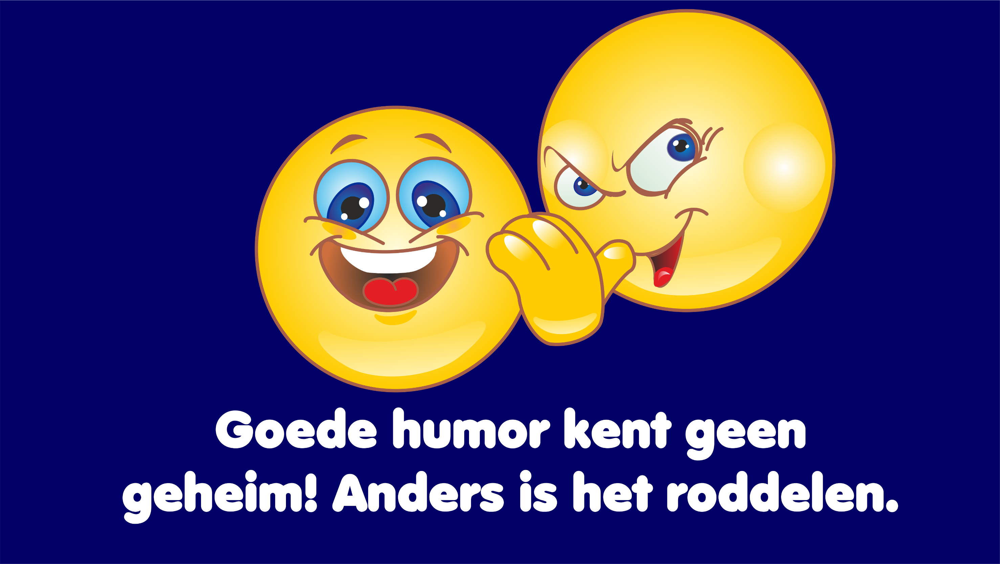 Goede humor kent geen
geheim! Anders is het roddelen.